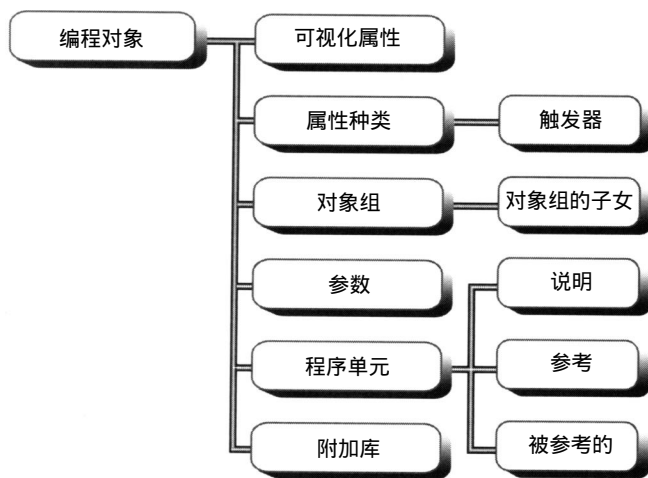 编程对象
可视化属性
属性种类
触发器
对象组
对象组的子女
参数
说明
程序单元
参考
附加库
被参考的